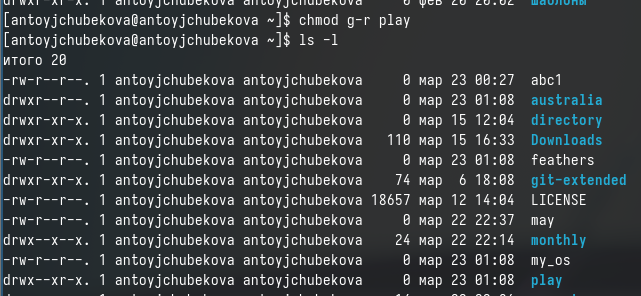 [antoyjchubekova@antoyjchubekova ~]$ chmod g-r play
[antoyjchubekova@antoyjchubekova ~]$ ls -l
итого 20
-rw-r--r--. 1 antoyjchubekova antoyjchubekova 0 мар 23 00:27 abc1
drwxr--r--. 1 antoyjchubekova antoyjchubekova 0 мар 23 01:08 australia
drwxr-xr-x. 1 antoyjchubekova antoyjchubekova 0 мар 15 12:04 directory
drwxr-xr-x. 1 antoyjchubekova antoyjchubekova 110 мар 15 16:33 Downloads
-rw-r--r--. 1 antoyjchubekova antoyjchubekova 0 мар 23 01:08 feathers
drwxr-xr-x. 1 antoyjchubekova antoyjchubekova 74 мар 6 18:08 git-extended
-rw-r--r--. 1 antoyjchubekova antoyjchubekova 18657 мар 12 14:04 LICENSE
-rw-r--r--. 1 antoyjchubekova antoyjchubekova 0 мар 22 22:37 may
drwx--x--x. 1 antoyjchubekova antoyjchubekova 24 мар 22 22:14 monthly
-rw-r--r--. 1 antoyjchubekova antoyjchubekova 0 мар 23 01:08 my_os
drwx--xr-x. 1 antoyjchubekova antoyjchubekova 0 мар 23 01:08 play